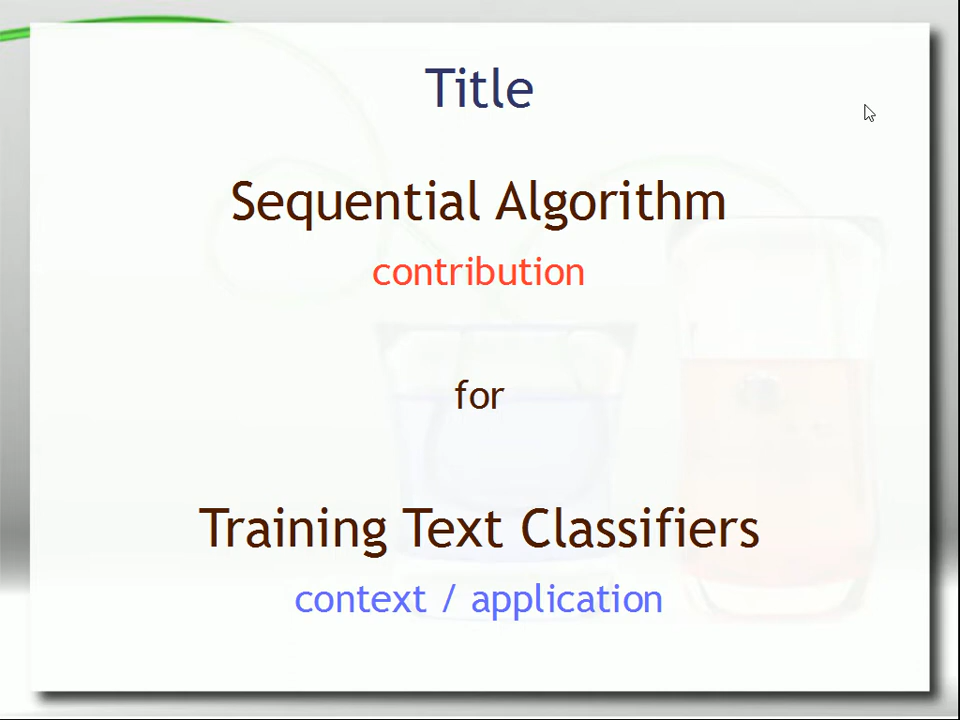 Title
Sequential Algorithm
contribution
for
Training Text Classifiers
context / application